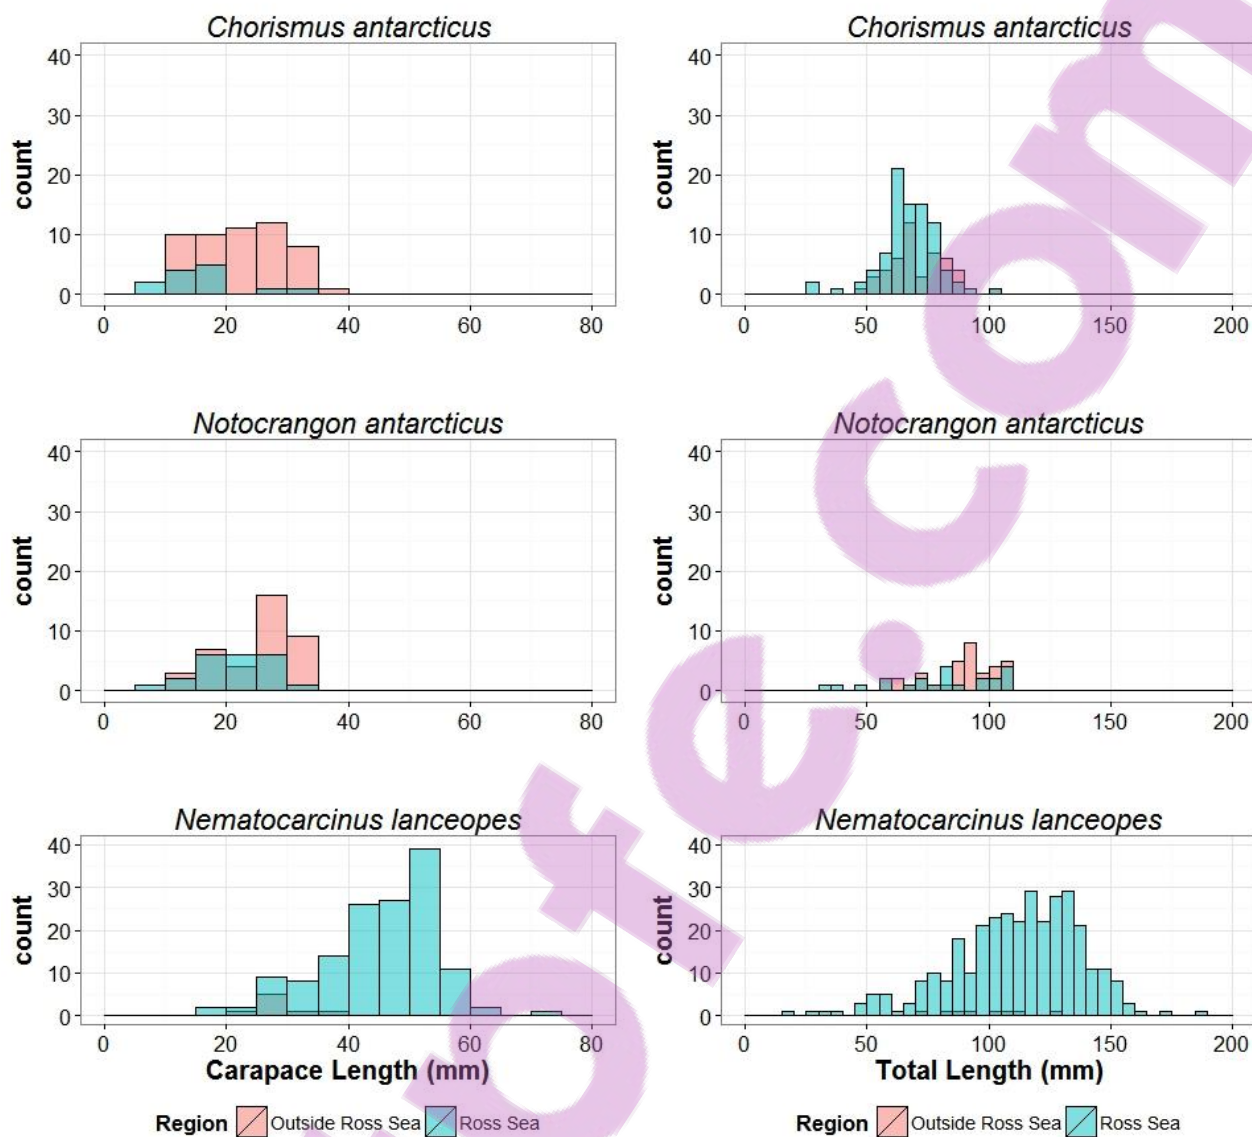 Chorismus antarcticus
Chorismus antarcticus
40
30
20
10
0
count
0 20 40 60 80
40
30
20
10
0
count
0 50 100 150 200
Notocrangon antarcticus
Notocrangon antarcticus
40
30
20
10
0
count
0 20 40 60 80
40
30
20
10
0
count
0 50 100 150 200
Nematocarcinus lanceopes
Nematocarcinus lanceopes
40
30
20
10
0
count
0 20 40 60 80
Carapace Length (mm)
40
30
20
10
0
count
0 50 100 150 200
Total Length (mm)
Region Outside Ross Sea Ross Sea
Region Outside Ross Sea Ross Sea
ofe.com